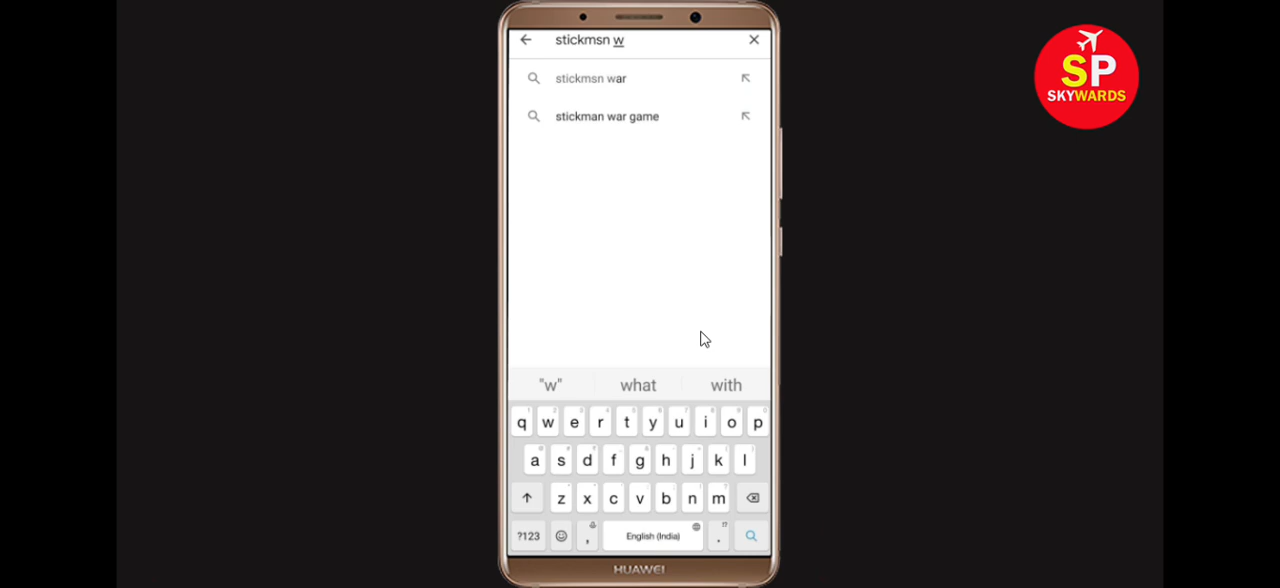 stickmsn w
stickmsn war
stickman war game
SP
SKYWARDS
"w" what with
q w e r t y u i o p
a s d f g h j k l
z x c v b n m
?123 , English (India) .
HUAWEI